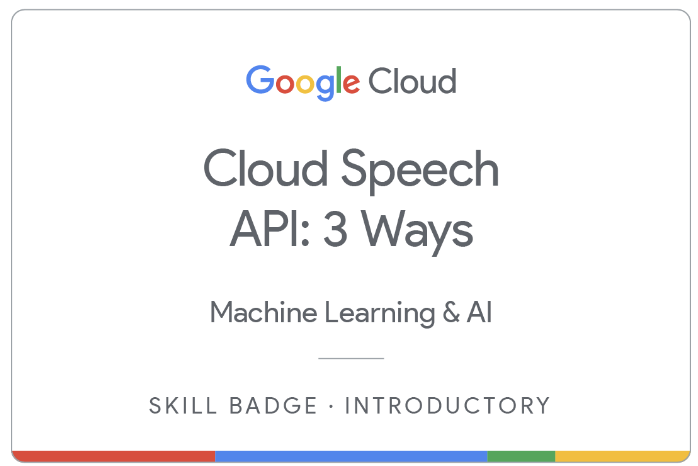 Google Cloud
Cloud Speech
API: 3 Ways
Machine Learning & AI
SKILL BADGE · INTRODUCTORY